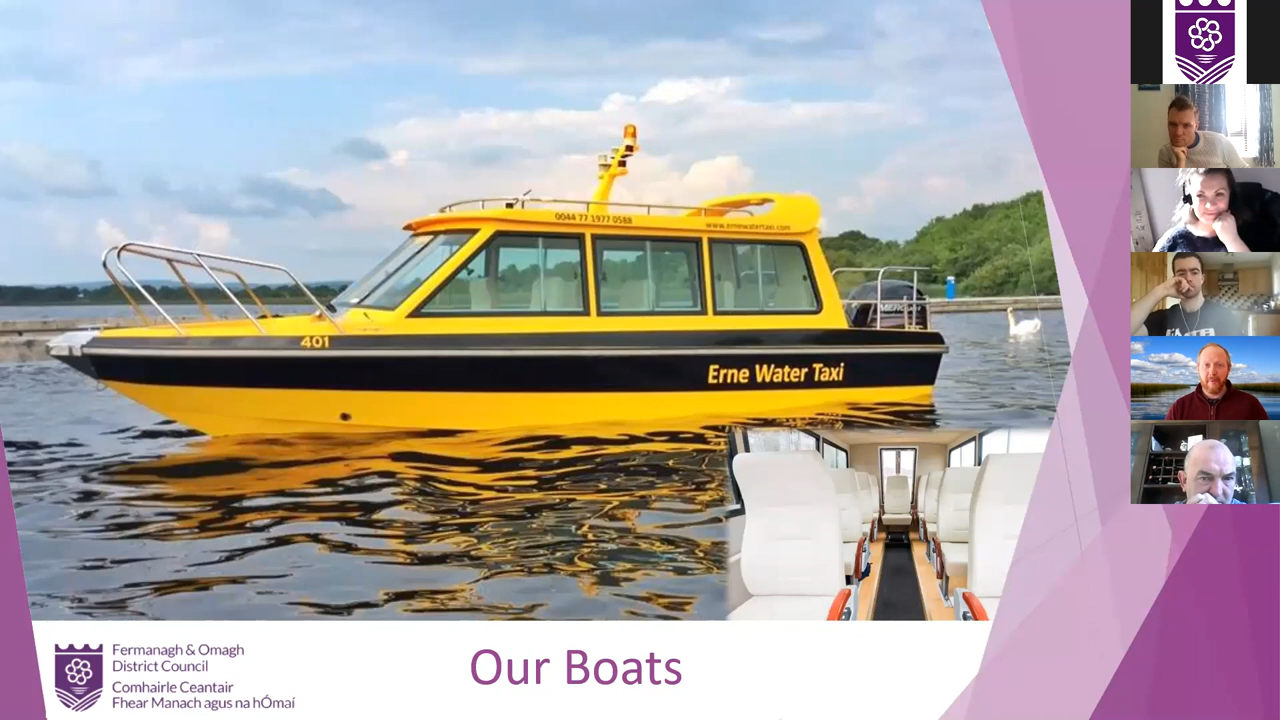 0044 77 1977 0588
www.ernewatertaxi.com
401
Erne Water Taxi
Fermanagh & Omagh
District Council
Comhairle Ceantair
Fhear Manach agus na hÓmaí
Our Boats